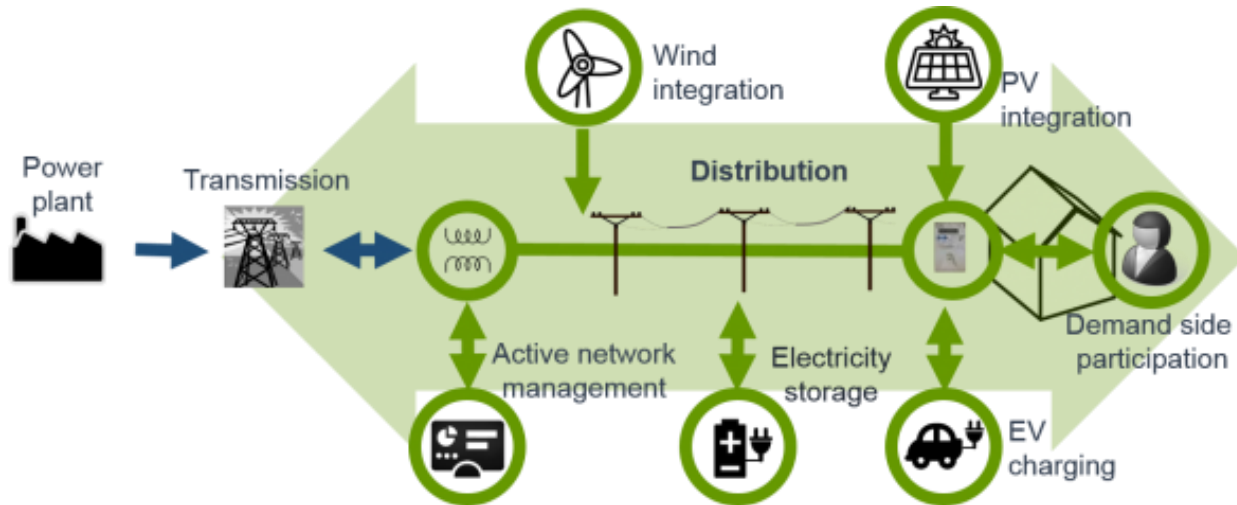 Wind
integration
PV
integration
Power
plant
Transmission
Distribution
Active network
management
Electricity
storage
Demand side
participation
EV
charging